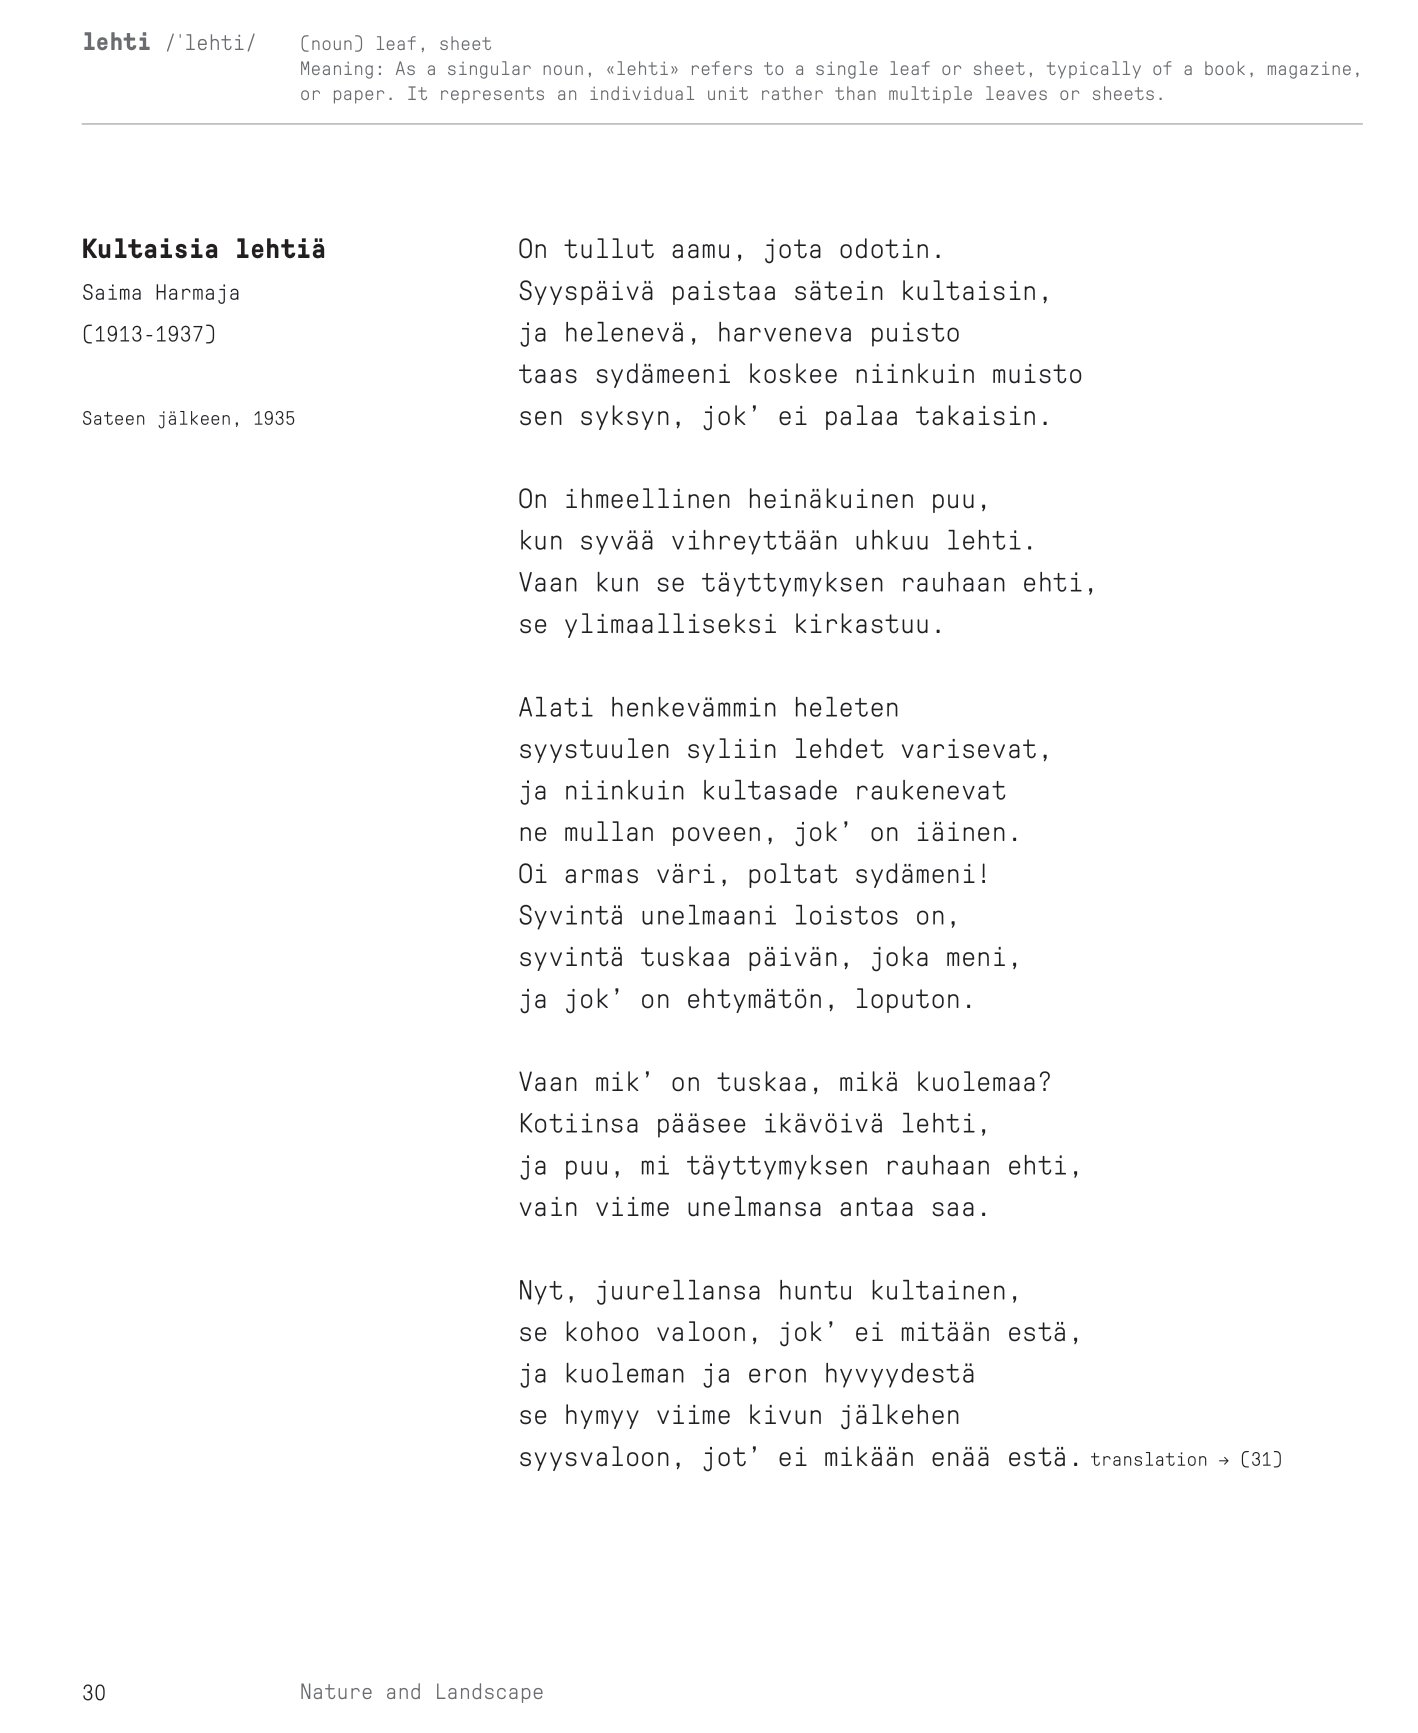 lehti /ˈlehti/ (noun) leaf, sheet
Meaning: As a singular noun, «lehti» refers to a single leaf or sheet, typically of a book, magazine,
or paper. It represents an individual unit rather than multiple leaves or sheets.
Kultaisia lehtiä
Saima Harmaja
(1913-1937)
Sateen jälkeen, 1935
On tullut aamu, jota odotin.
Syyspäivä paistaa sätein kultaisin,
ja helenevä, harveneva puisto
taas sydämeeni koskee niinkuin muisto
sen syksyn, jok’ ei palaa takaisin.
On ihmeellinen heinäkuinen puu,
kun syvää vihreyttään uhkuu lehti.
Vaan kun se täyttymyksen rauhaan ehti,
se ylimaalliseksi kirkastuu.
Alati henkevämmin heleten
syystuulen syliin lehdet varisevat,
ja niinkuin kultasade raukenevat
ne mullan poveen, jok’ on iäinen.
Oi armas väri, poltat sydämeni!
Syvintä unelmaani loistos on,
syvintä tuskaa päivän, joka meni,
ja jok’ on ehtymätön, loputon.
Vaan mik’ on tuskaa, mikä kuolemaa?
Kotiinsa pääsee ikävöivä lehti,
ja puu, mi täyttymyksen rauhaan ehti,
vain viime unelmansa antaa saa.
Nyt, juurellansa huntu kultainen,
se kohoo valoon, jok’ ei mitään estä,
ja kuoleman ja eron hyvyydestä
se hymyy viime kivun jälkehen
syysvaloon, jot’ ei mikään enää estä. translation → (31)
30 Nature and Landscape